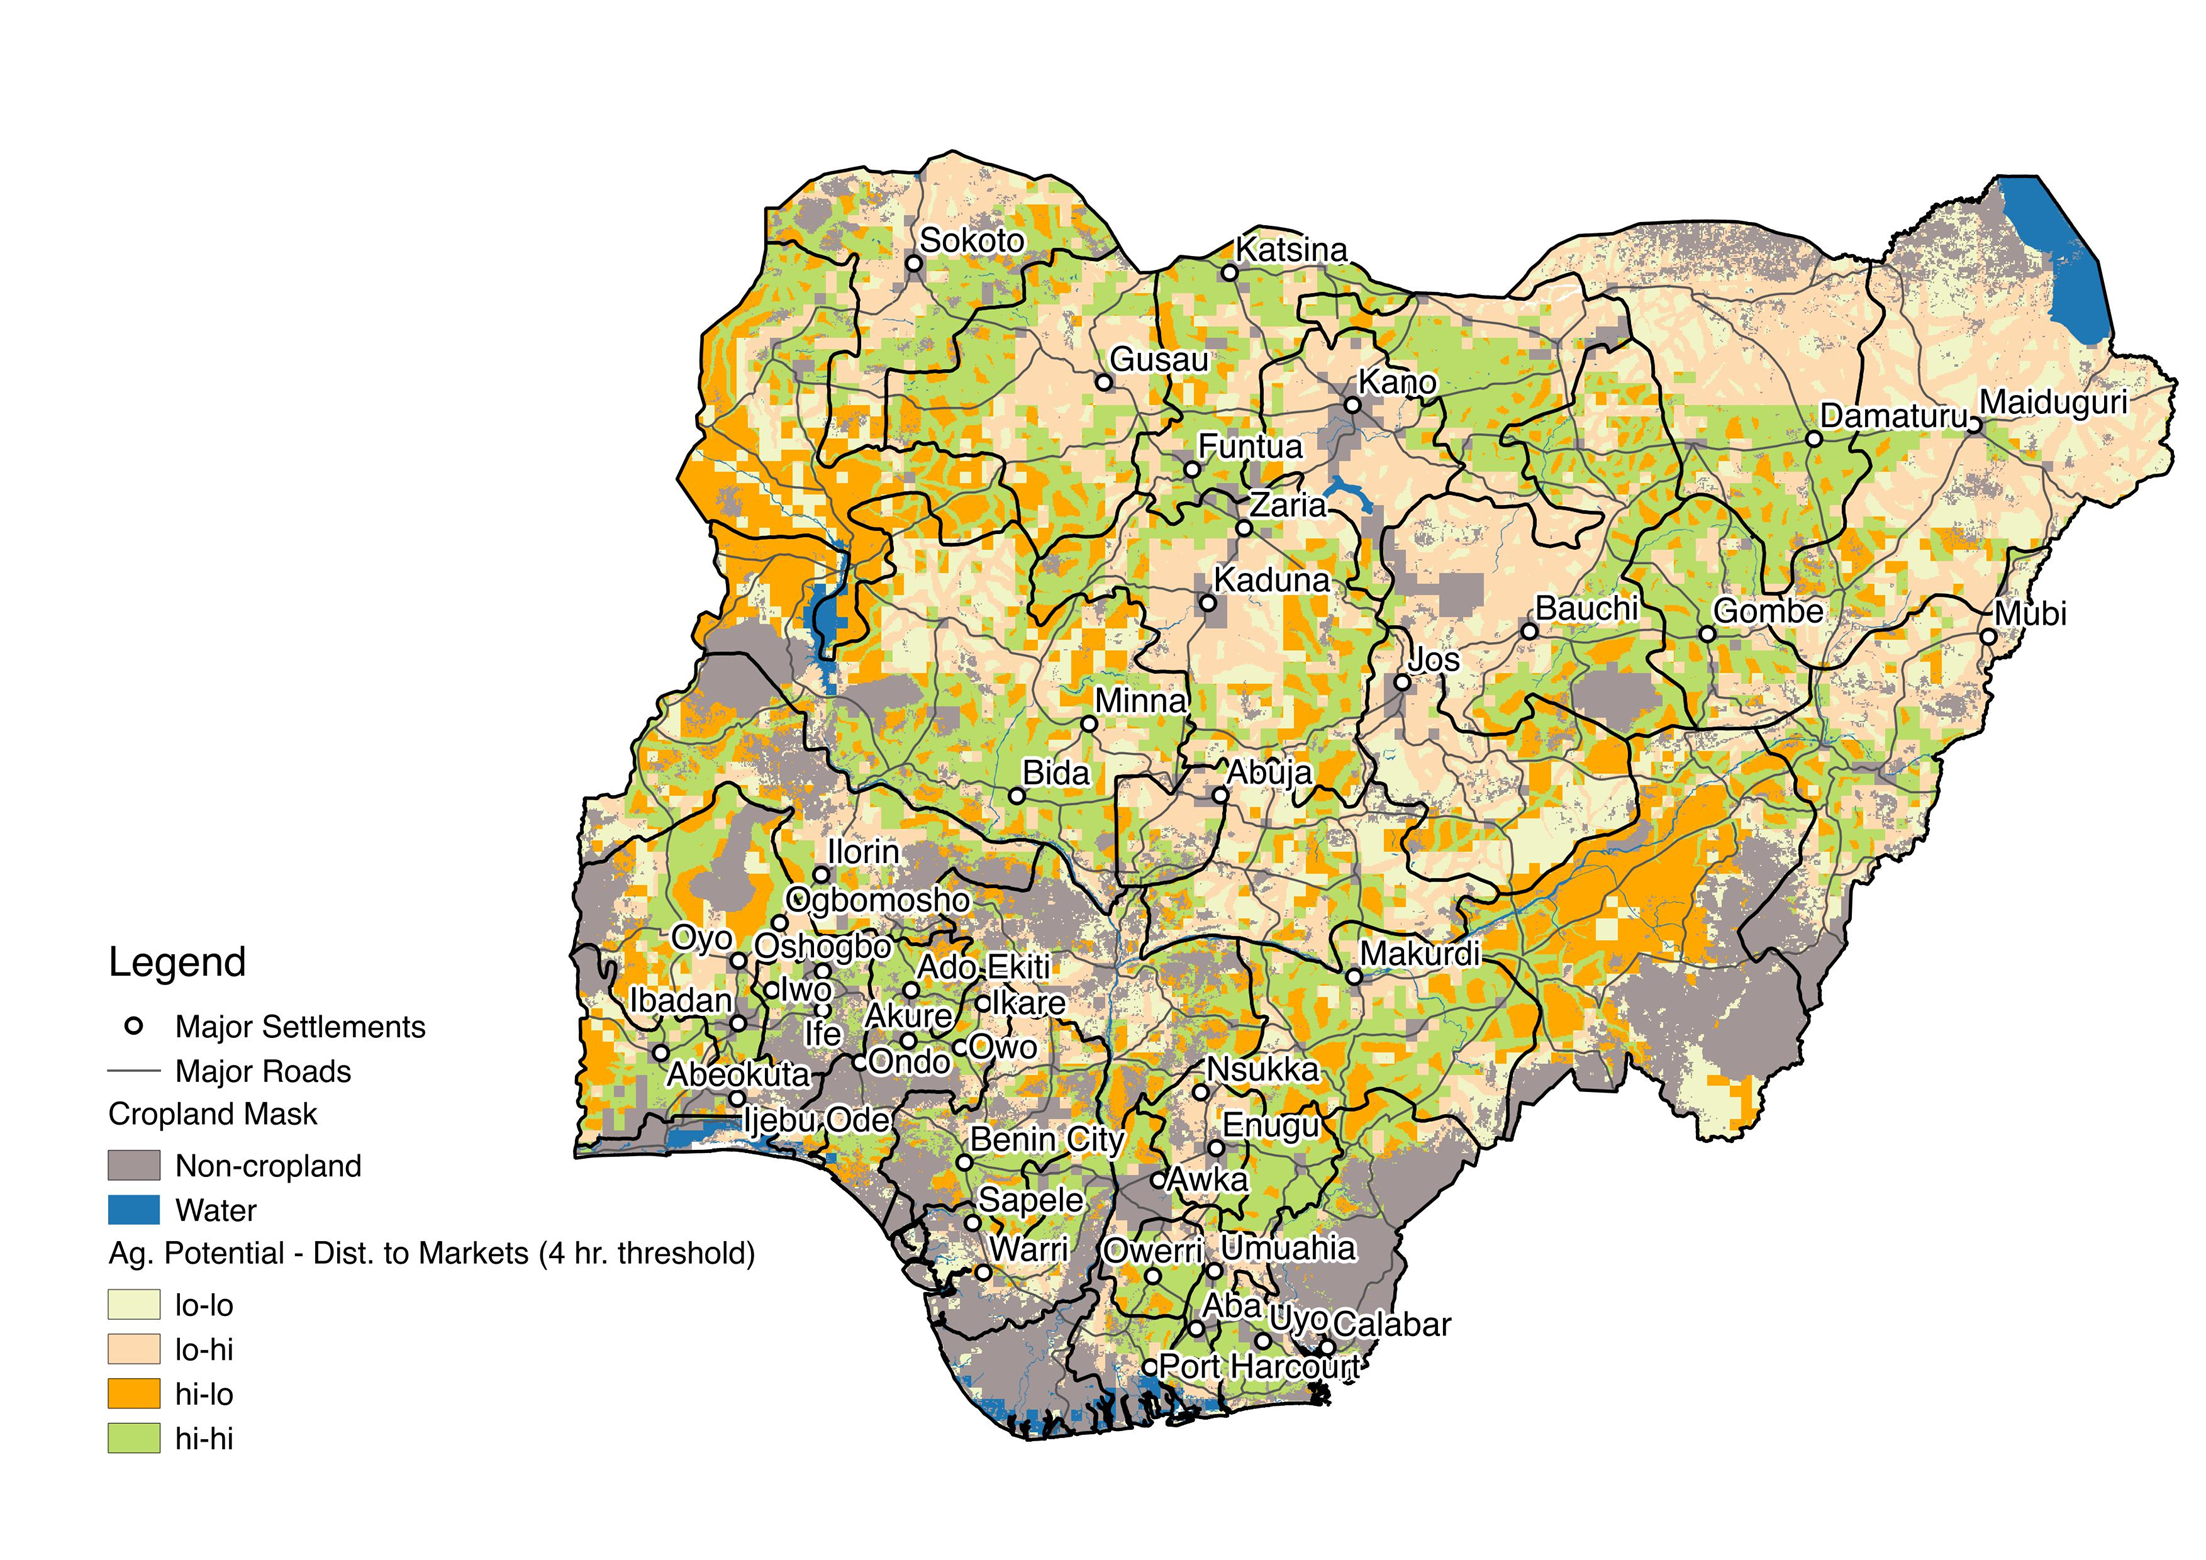 Sokoto
Katsina
Gusau
Kano
Damaturu
Maiduguri
Funtua
Zaria
Kaduna
Bauchi
Gombe
Mubi
Jos
Minna
Bida
Abuja
Ilorin
Ogbomosho
Oyo
Oshogbo
Makurdi
Ado Ekiti
Iwo
Ibadan
Ikare
Akure
Ife
Owo
Ondo
Abeokuta
Nsukka
Ijebu Ode
Enugu
Benin City
Awka
Sapele
Warri
Owerri
Umuahia
Aba
Uyo
Calabar
Port Harcourt
Legend
Major Settlements
Major Roads
Cropland Mask
Non-cropland
Water
Ag. Potential - Dist. to Markets (4 hr. threshold)
lo-lo
lo-hi
hi-lo
hi-hi